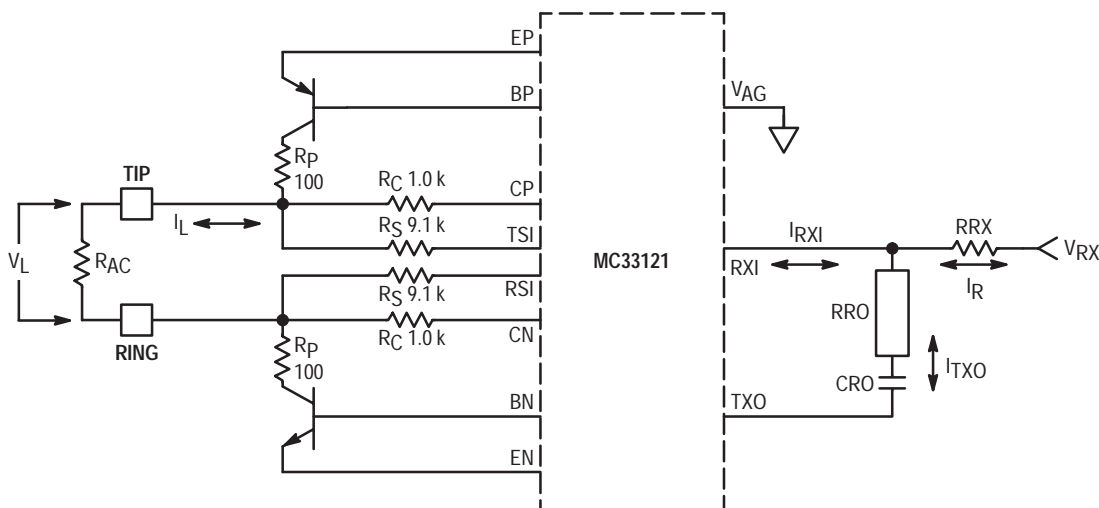 EP
BP
VAG
RP
100
TIP
RC 1.0 k
CP
IL
RS 9.1 k
TSI
IRXI
RRX
VRX
VL
RAC
MC33121
RXI
IR
RSI
RS 9.1 k
RRO
CN
RC 1.0 k
RING
RP
100
ITXO
CRO
BN
TXO
EN